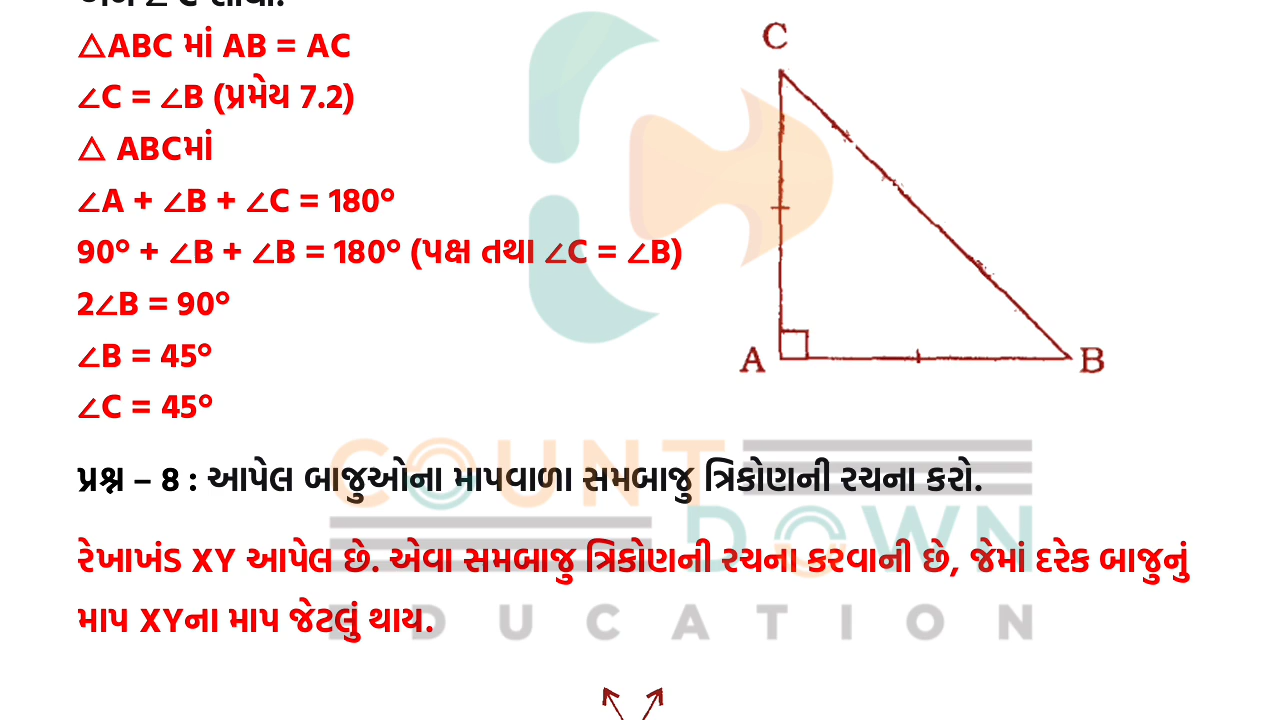 △ABC માં AB = AC
∠C = ∠B (પ્રમેય 7.2)
△ ABCમાં
∠A + ∠B + ∠C = 180°
90° + ∠B + ∠B = 180° (પક્ષ તથા ∠C = ∠B)
2∠B = 90°
∠B = 45°
∠C = 45°
C
A
B
પ્રશ્ન – 8 : આપેલ બાજુઓના માપવાળા સમબાજુ ત્રિકોણની રચના કરો.
રેખાખંડ XY આપેલ છે. એવા સમબાજુ ત્રિકોણની રચના કરવાની છે, જેમાં દરેક બાજુનું
માપ XYના માપ જેટલું થાય.
COUNT
DOWN
EDUCATION